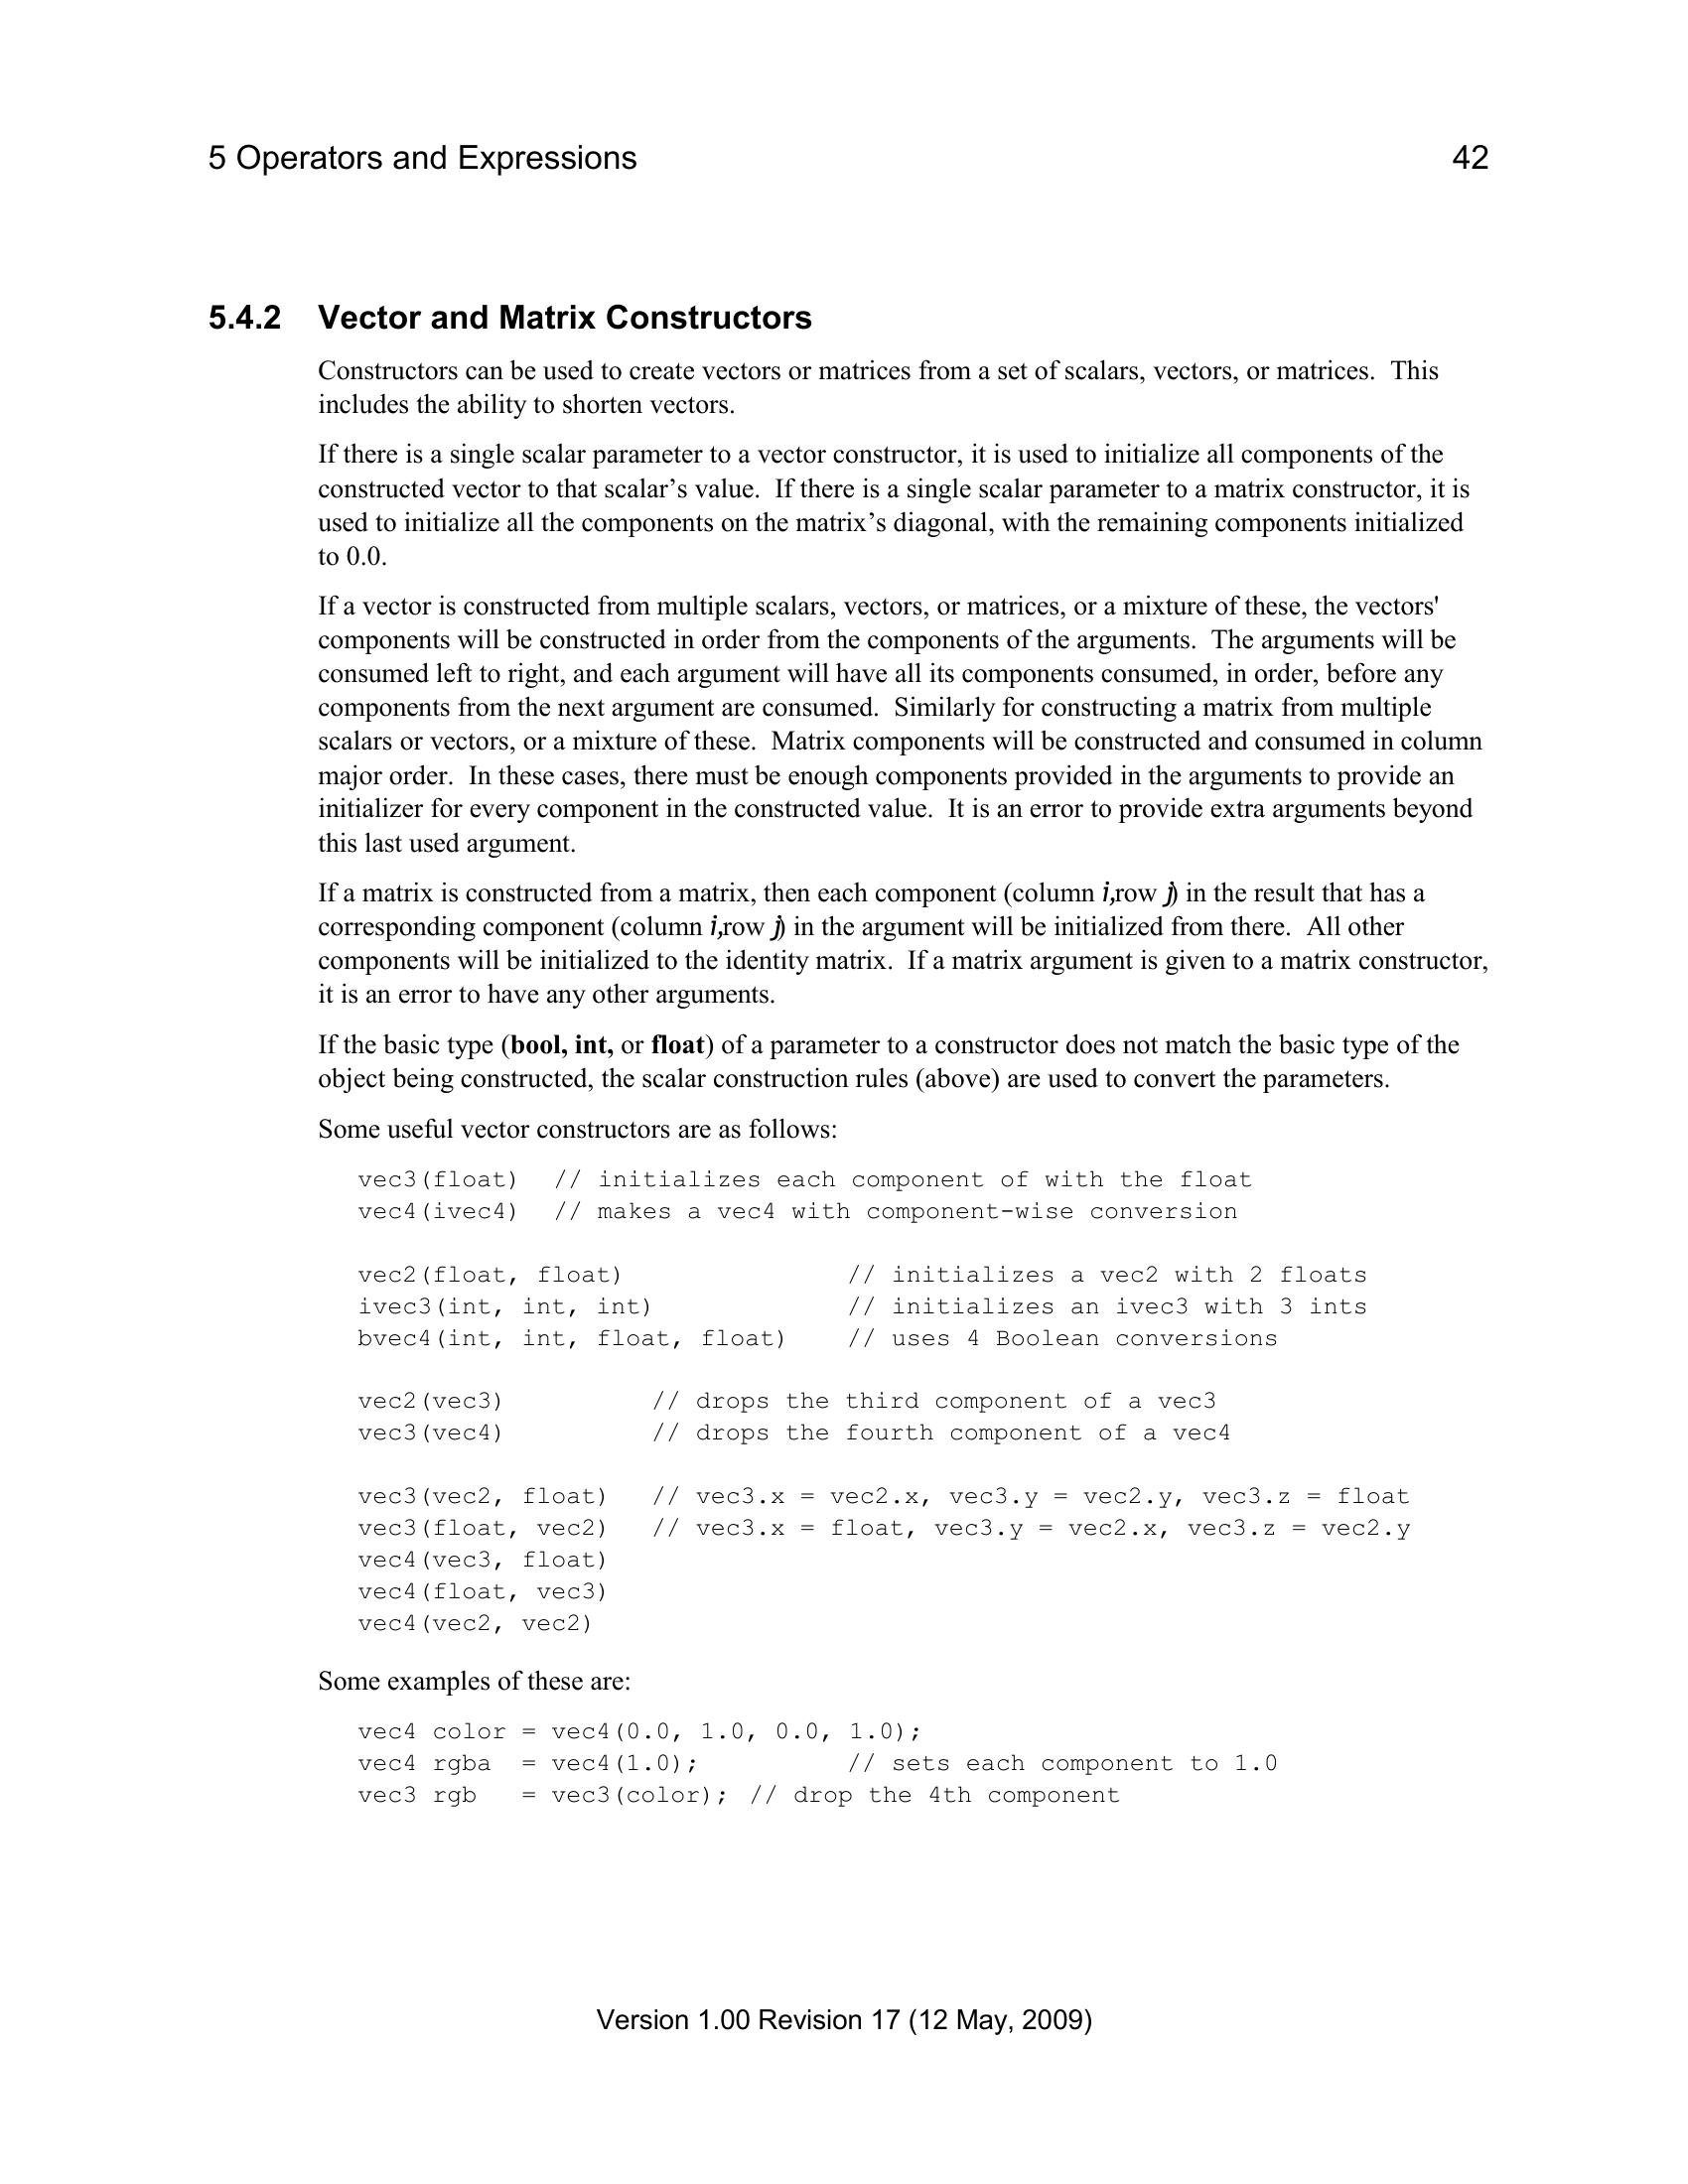 5 Operators and Expressions 42
5.4.2 Vector and Matrix Constructors
Constructors can be used to create vectors or matrices from a set of scalars, vectors, or matrices.  This
includes the ability to shorten vectors.
If there is a single scalar parameter to a vector constructor, it is used to initialize all components of the
constructed vector to that scalar’s value.  If there is a single scalar parameter to a matrix constructor, it is
used to initialize all the components on the matrix’s diagonal, with the remaining components initialized
to 0.0.
If a vector is constructed from multiple scalars, vectors, or matrices, or a mixture of these, the vectors'
components will be constructed in order from the components of the arguments.  The arguments will be
consumed left to right, and each argument will have all its components consumed, in order, before any
components from the next argument are consumed.  Similarly for constructing a matrix from multiple
scalars or vectors, or a mixture of these.  Matrix components will be constructed and consumed in column
major order.  In these cases, there must be enough components provided in the arguments to provide an
initializer for every component in the constructed value.  It is an error to provide extra arguments beyond
this last used argument.
If a matrix is constructed from a matrix, then each component (column i,row j) in the result that has a
corresponding component (column i,row j) in the argument will be initialized from there.  All other
components will be initialized to the identity matrix.  If a matrix argument is given to a matrix constructor,
it is an error to have any other arguments.
If the basic type (bool, int, or float) of a parameter to a constructor does not match the basic type of the
object being constructed, the scalar construction rules (above) are used to convert the parameters.
Some useful vector constructors are as follows:
vec3(float)  // initializes each component of with the float
vec4(ivec4)  // makes a vec4 with component-wise conversion
vec2(float, float)               // initializes a vec2 with 2 floats
ivec3(int, int, int)             // initializes an ivec3 with 3 ints
bvec4(int, int, float, float)    // uses 4 Boolean conversions
vec2(vec3)          // drops the third component of a vec3
vec3(vec4)          // drops the fourth component of a vec4
vec3(vec2, float)   // vec3.x = vec2.x, vec3.y = vec2.y, vec3.z = float
vec3(float, vec2)   // vec3.x = float, vec3.y = vec2.x, vec3.z = vec2.y
vec4(vec3, float)
vec4(float, vec3)
vec4(vec2, vec2)
Some examples of these are:
vec4 color = vec4(0.0, 1.0, 0.0, 1.0);
vec4 rgba  = vec4(1.0);          // sets each component to 1.0
vec3 rgb   = vec3(color); // drop the 4th component
Version 1.00 Revision 17 (12 May, 2009)